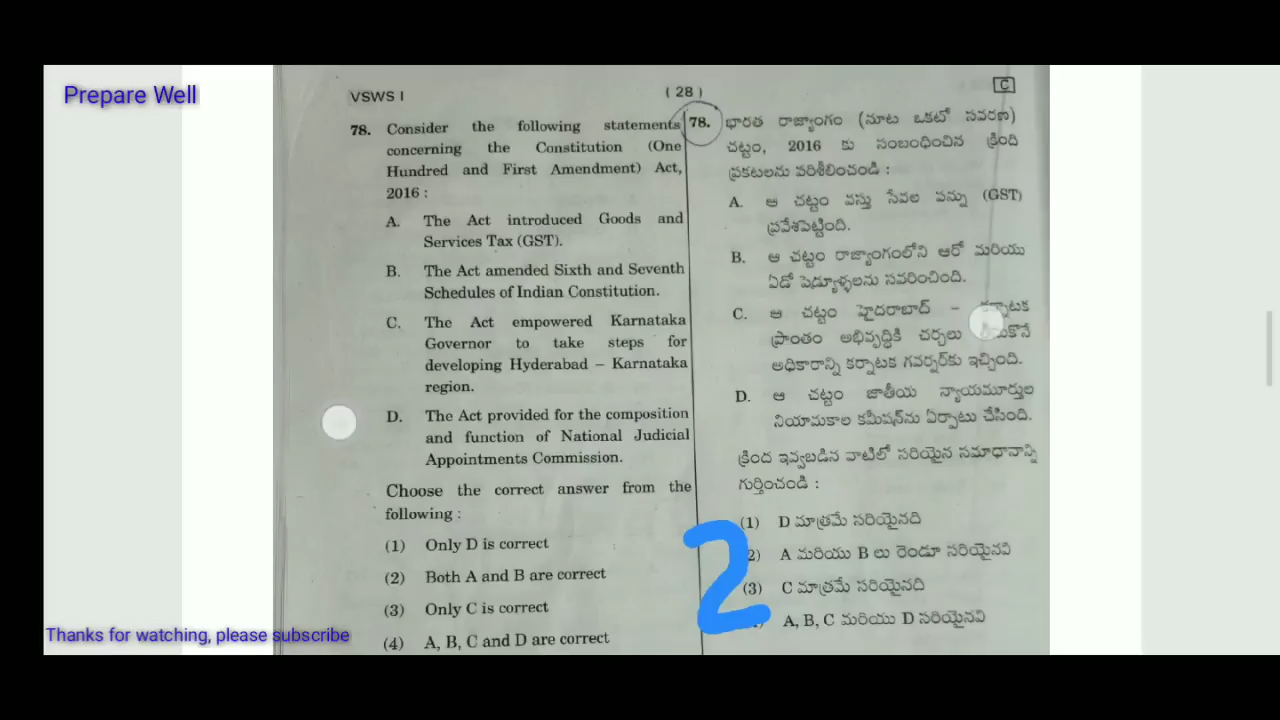 Prepare Well
VSWS I
( 28 )
C
78. Consider the following statements
concerning the Constitution (One
Hundred and First Amendment) Act,
2016 :
A. The Act introduced Goods and
Services Tax (GST).
B. The Act amended Sixth and Seventh
Schedules of Indian Constitution.
C. The Act empowered Karnataka
Governor to take steps for
developing Hyderabad – Karnataka
region.
D. The Act provided for the composition
and function of National Judicial
Appointments Commission.
Choose the correct answer from the
following :
(1) Only D is correct
(2) Both A and B are correct
(3) Only C is correct
(4) A, B, C and D are correct
78. భారత రాజ్యాంగం (నూట ఒకటో సవరణ)
చట్టం, 2016 కు సంబంధించిన క్రింది
ప్రకటలను పరిశీలించండి :
A. ఆ చట్టం వస్తు సేవల పన్ను (GST)
ప్రవేశపెట్టింది.
B. ఆ చట్టం రాజ్యాంగంలోని ఆరో మరియు
ఏడో షెడ్యూళ్ళలను సవరించింది.
C. ఆ చట్టం హైదరాబాద్ –
ప్రాంతం అభివృద్ధికి చర్చలు
అధికారాన్ని కర్నాటక గవర్నర్‌కు ఇచ్చింది.
D. ఆ చట్టం జాతీయ న్యాయమూర్తుల
నియామకాల కమీషన్‌ను ఏర్పాటు చేసింది.
క్రింద ఇవ్వబడిన వాటిలో సరియైన సమాధానాన్ని
గుర్తించండి :
(1) D మాత్రమే సరియైనది
2) A మరియు B లు రెండూ సరియైనవి
(3) C మాత్రమే సరియైనది
) A, B, C మరియు D సరియైనవి
2
Thanks for watching, please subscribe